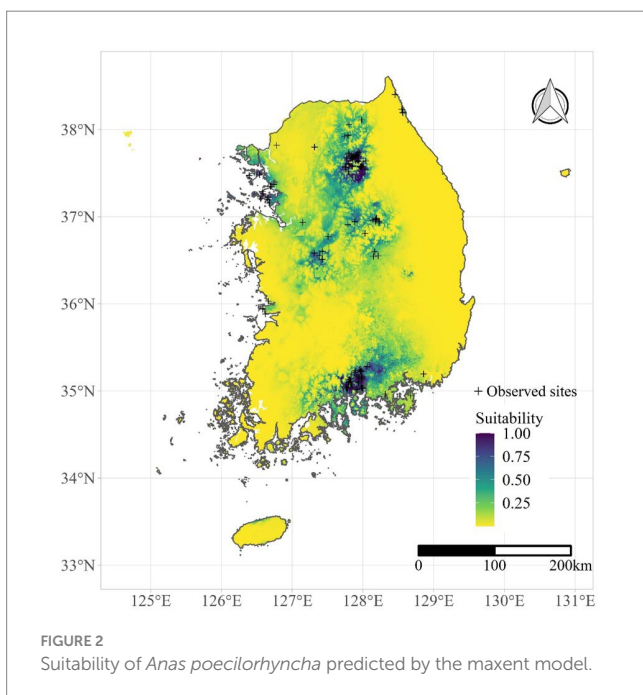 38°N
37°N
36°N
35°N
34°N
33°N
125°E 126°E 127°E 128°E 129°E 130°E 131°E
+ Observed sites
Suitability
1.00
0.75
0.50
0.25
0 100 200km
FIGURE 2
Suitability of Anas poecilorhyncha predicted by the maxent model.